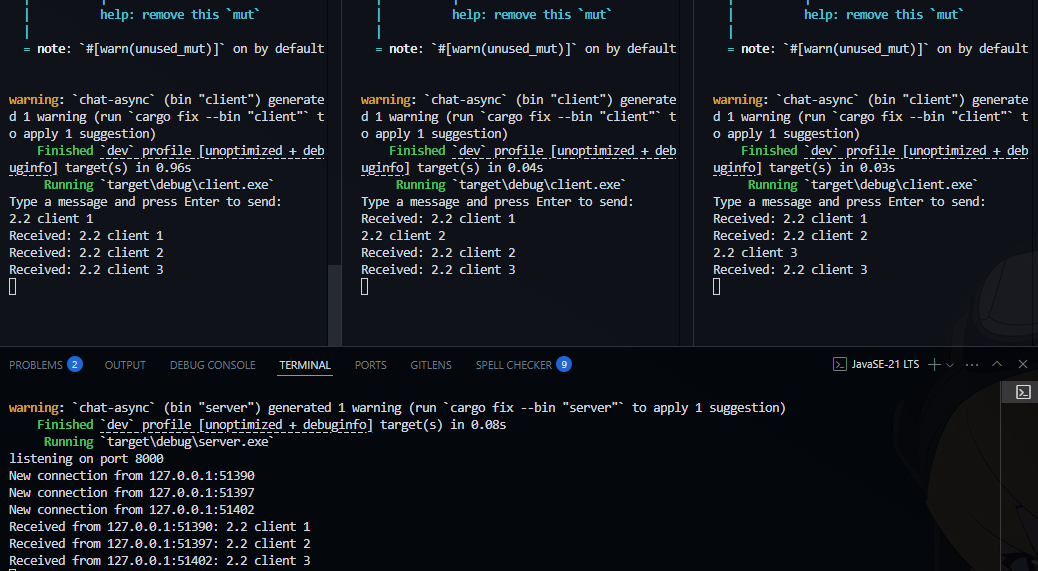 help: remove this `mut`
|
= note: `#[warn(unused_mut)]` on by default
warning: `chat-async` (bin "client") generate
d 1 warning (run `cargo fix --bin "client"` t
o apply 1 suggestion)
Finished `dev` profile [unoptimized + deb
uginfo] target(s) in 0.96s
Running `target\debug\client.exe`
Type a message and press Enter to send:
2.2 client 1
Received: 2.2 client 1
Received: 2.2 client 2
Received: 2.2 client 3
help: remove this `mut`
|
= note: `#[warn(unused_mut)]` on by default
warning: `chat-async` (bin "client") generate
d 1 warning (run `cargo fix --bin "client"` t
o apply 1 suggestion)
Finished `dev` profile [unoptimized + deb
uginfo] target(s) in 0.04s
Running `target\debug\client.exe`
Type a message and press Enter to send:
Received: 2.2 client 1
2.2 client 2
Received: 2.2 client 2
Received: 2.2 client 3
help: remove this `mut`
|
= note: `#[warn(unused_mut)]` on by default
warning: `chat-async` (bin "client") generate
d 1 warning (run `cargo fix --bin "client"` t
o apply 1 suggestion)
Finished `dev` profile [unoptimized + deb
uginfo] target(s) in 0.03s
Running `target\debug\client.exe`
Type a message and press Enter to send:
Received: 2.2 client 1
Received: 2.2 client 2
2.2 client 3
Received: 2.2 client 3
PROBLEMS 2 OUTPUT DEBUG CONSOLE TERMINAL PORTS GITLENS SPELL CHECKER 9 JavaSE-21 LTS
warning: `chat-async` (bin "server") generated 1 warning (run `cargo fix --bin "server"` to apply 1 suggestion)
Finished `dev` profile [unoptimized + debuginfo] target(s) in 0.08s
Running `target\debug\server.exe`
listening on port 8000
New connection from 127.0.0.1:51390
New connection from 127.0.0.1:51397
New connection from 127.0.0.1:51402
Received from 127.0.0.1:51390: 2.2 client 1
Received from 127.0.0.1:51397: 2.2 client 2
Received from 127.0.0.1:51402: 2.2 client 3